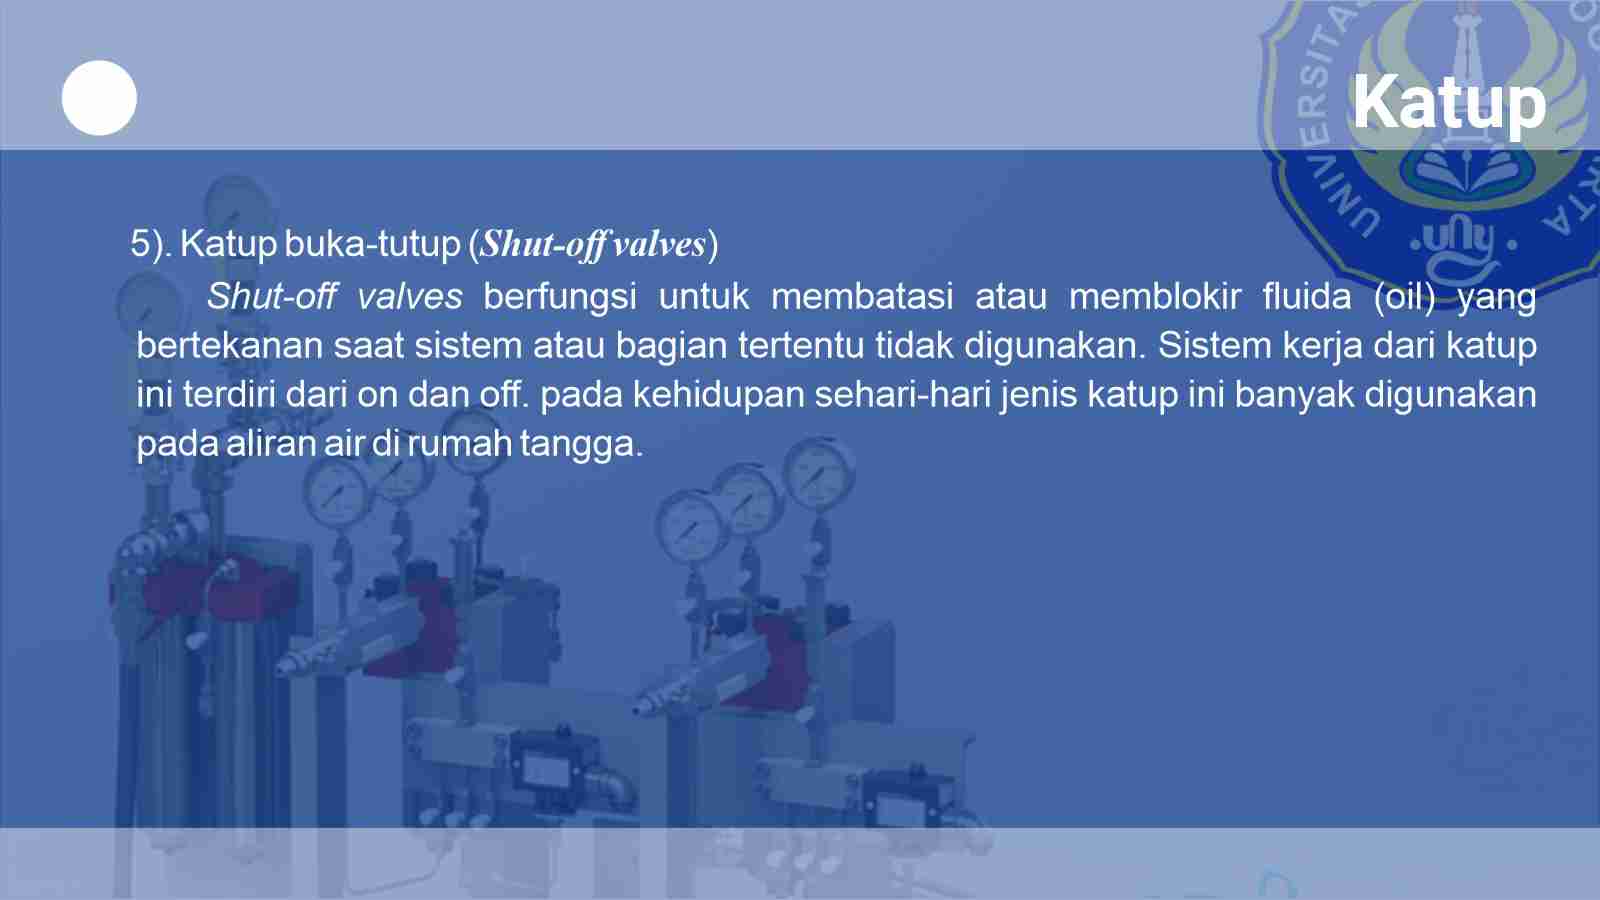 Katup
UNIVERSITAS
uny
5). Katup buka-tutup (Shut-off valves)
Shut-off valves berfungsi untuk membatasi atau memblokir fluida (oil) yang
bertekanan saat sistem atau bagian tertentu tidak digunakan. Sistem kerja dari katup
ini terdiri dari on dan off. pada kehidupan sehari-hari jenis katup ini banyak digunakan
pada aliran air di rumah tangga.